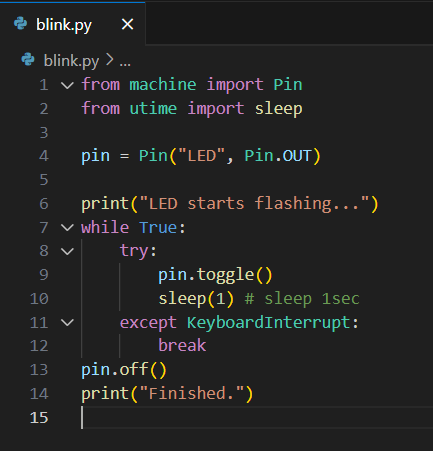 blink.py
blink.py > ...
1 from machine import Pin
2 from utime import sleep
3
4 pin = Pin("LED", Pin.OUT)
5
6 print("LED starts flashing...")
7 while True:
8     try:
9         pin.toggle()
10         sleep(1) # sleep 1sec
11     except KeyboardInterrupt:
12         break
13 pin.off()
14 print("Finished.")
15